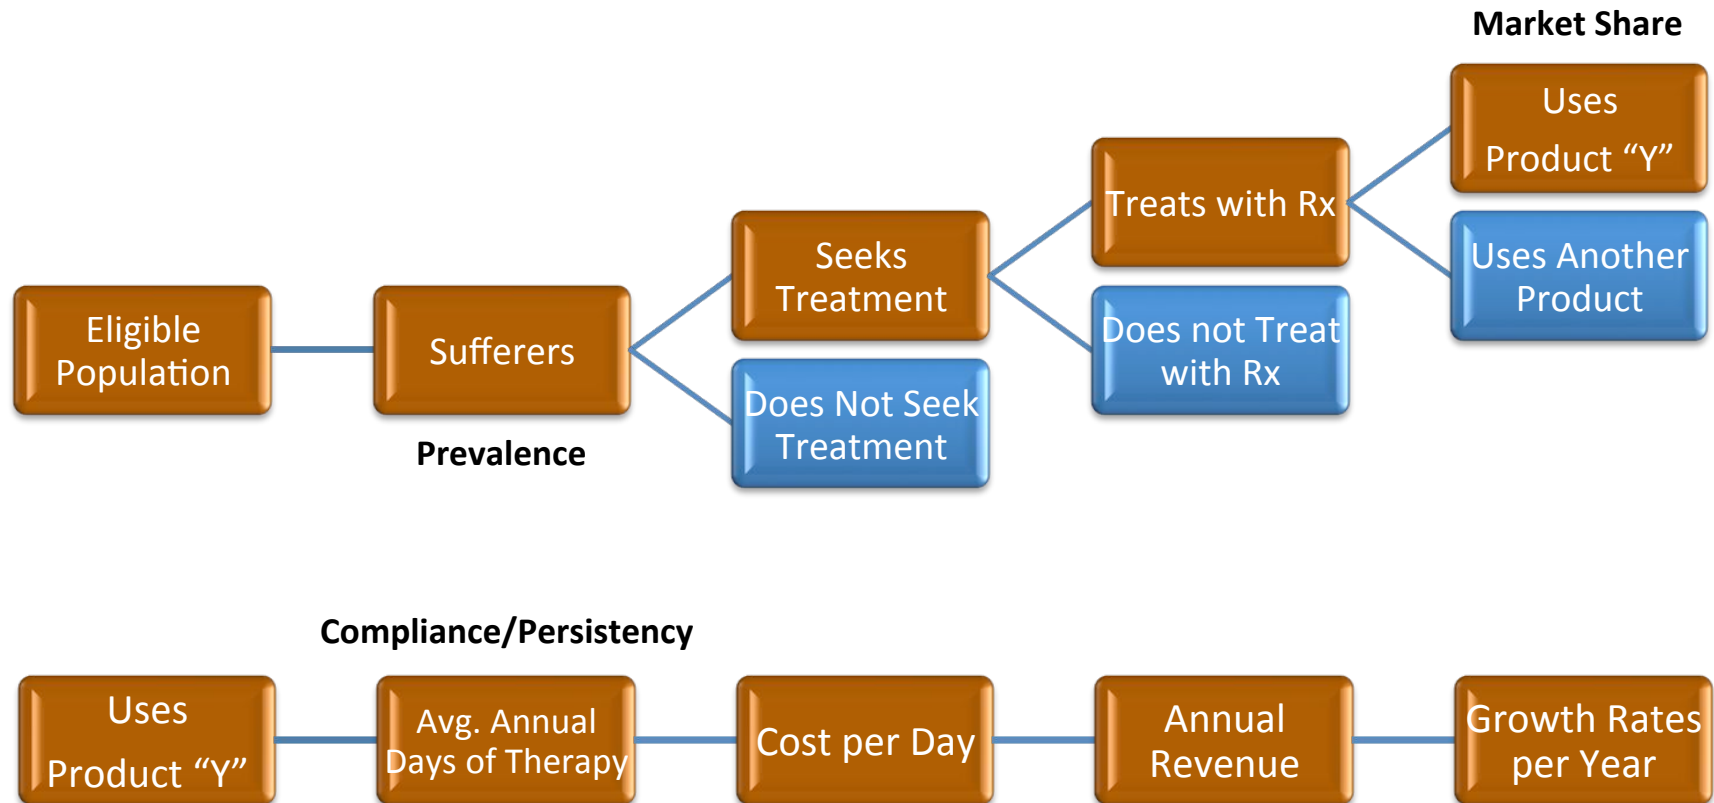 Market Share
Uses
Product “Y”
Treats with Rx
Seeks
Treatment
Uses Another
Product
Eligible
Population
Sufferers
Does not Treat
with Rx
Does Not Seek
Treatment
Prevalence
Compliance/Persistency
Uses
Product “Y”
Avg. Annual
Days of Therapy
Cost per Day
Annual
Revenue
Growth Rates
per Year